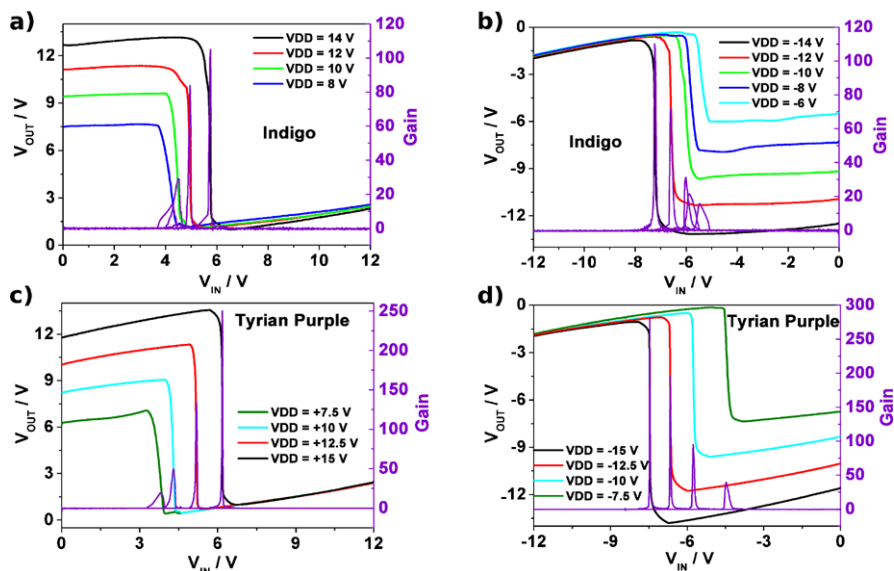 a)
VDD = 14 V
VDD = 12 V
VDD = 10 V
VDD = 8 V
Indigo
V_OUT / V
13
12
9
6
3
0
0
3
6
9
12
V_IN / V
Gain
120
100
80
60
40
20
0
b)
VDD = -14 V
VDD = -12 V
VDD = -10 V
VDD = -8 V
VDD = -6 V
Indigo
V_OUT / V
0
-3
-6
-9
-12
-12
-10
-8
-6
-4
-2
0
V_IN / V
Gain
120
100
80
60
40
20
0
c)
Tyrian Purple
VDD = +7.5 V
VDD = +10 V
VDD = +12.5 V
VDD = +15 V
V_OUT / V
12
9
6
3
0
0
3
6
9
12
V_IN / V
Gain
250
200
150
100
50
0
d)
Tyrian Purple
VDD = -15 V
VDD = -12.5 V
VDD = -10 V
VDD = -7.5 V
V_OUT / V
0
-3
-6
-9
-12
-12
-9
-6
-3
0
V_IN / V
Gain
300
250
200
150
100
50
0